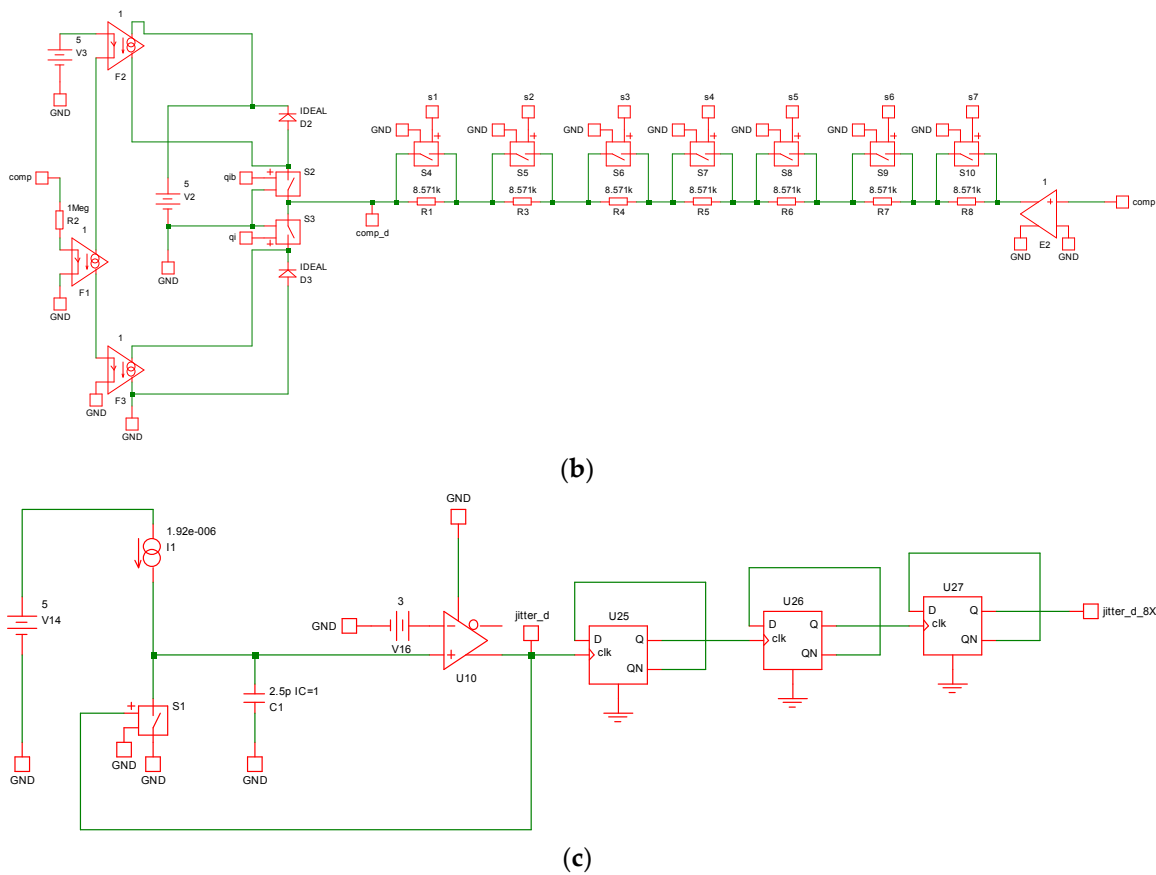 1
5
V3
F2
GND
IDEAL
D2
comp
1Meg
R2
1
F1
GND
5
V2
GND
qib
S2
S3
qi
IDEAL
D3
1
F3
GND
GND
comp_d
s1
GND
S4
8.571k
R1
s2
GND
S5
8.571k
R3
s3
GND
S6
8.571k
R4
s4
GND
S7
8.571k
R5
s5
GND
S8
8.571k
R6
s6
GND
S9
8.571k
R7
s7
GND
S10
8.571k
R8
1
E2
GND
GND
comp
(b)
5
V14
GND
1.92e-006
I1
S1
GND
GND
2.5p IC=1
C1
GND
GND
3
V16
GND
U10
jitter_d
U25
D Q
clk
QN
U26
D Q
clk
QN
U27
D Q
clk
QN
jitter_d_8X
(c)